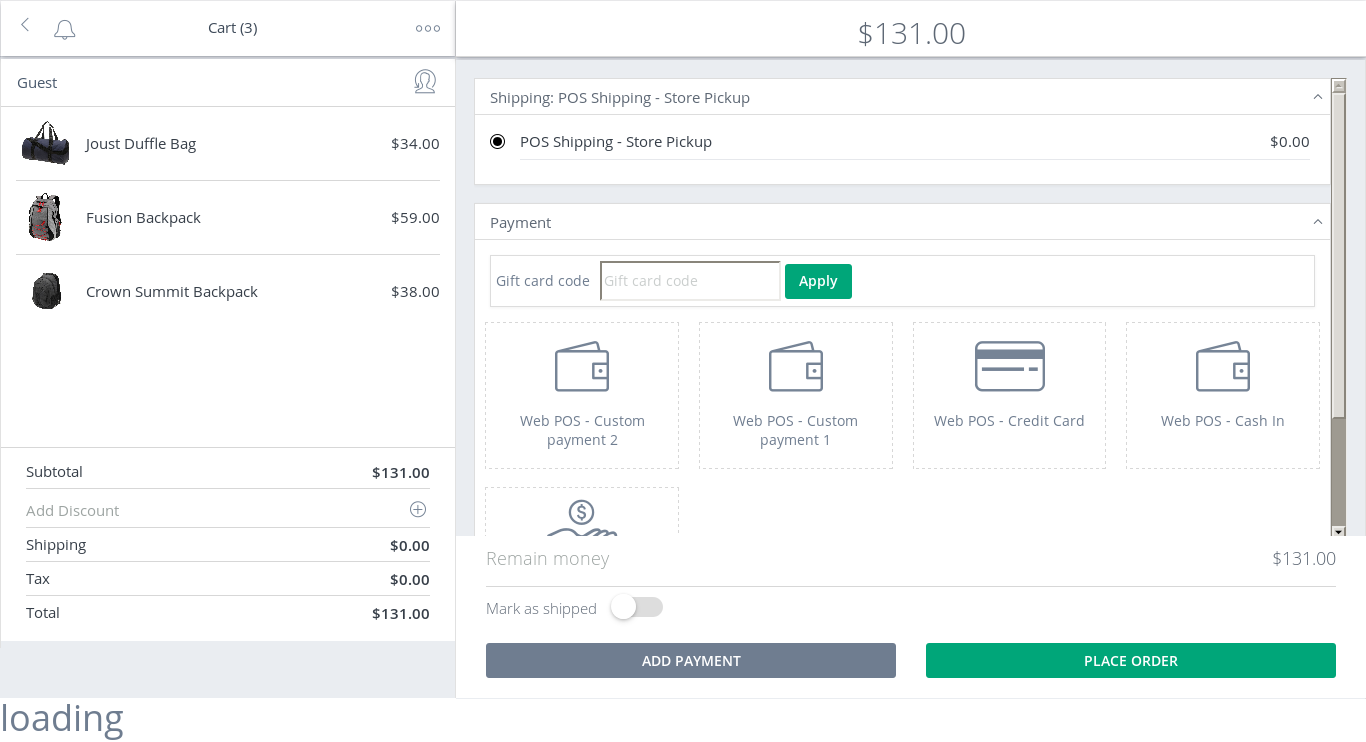 Cart (3)
$131.00
Guest
Joust Duffle Bag $34.00
Fusion Backpack $59.00
Crown Summit Backpack $38.00
Subtotal $131.00
Add Discount
Shipping $0.00
Tax $0.00
Total $131.00
Shipping: POS Shipping - Store Pickup
POS Shipping - Store Pickup $0.00
Payment
Gift card code Gift card code Apply
Web POS - Custom
payment 2
Web POS - Custom
payment 1
Web POS - Credit Card
Web POS - Cash In
$
Remain money $131.00
Mark as shipped
ADD PAYMENT PLACE ORDER
loading